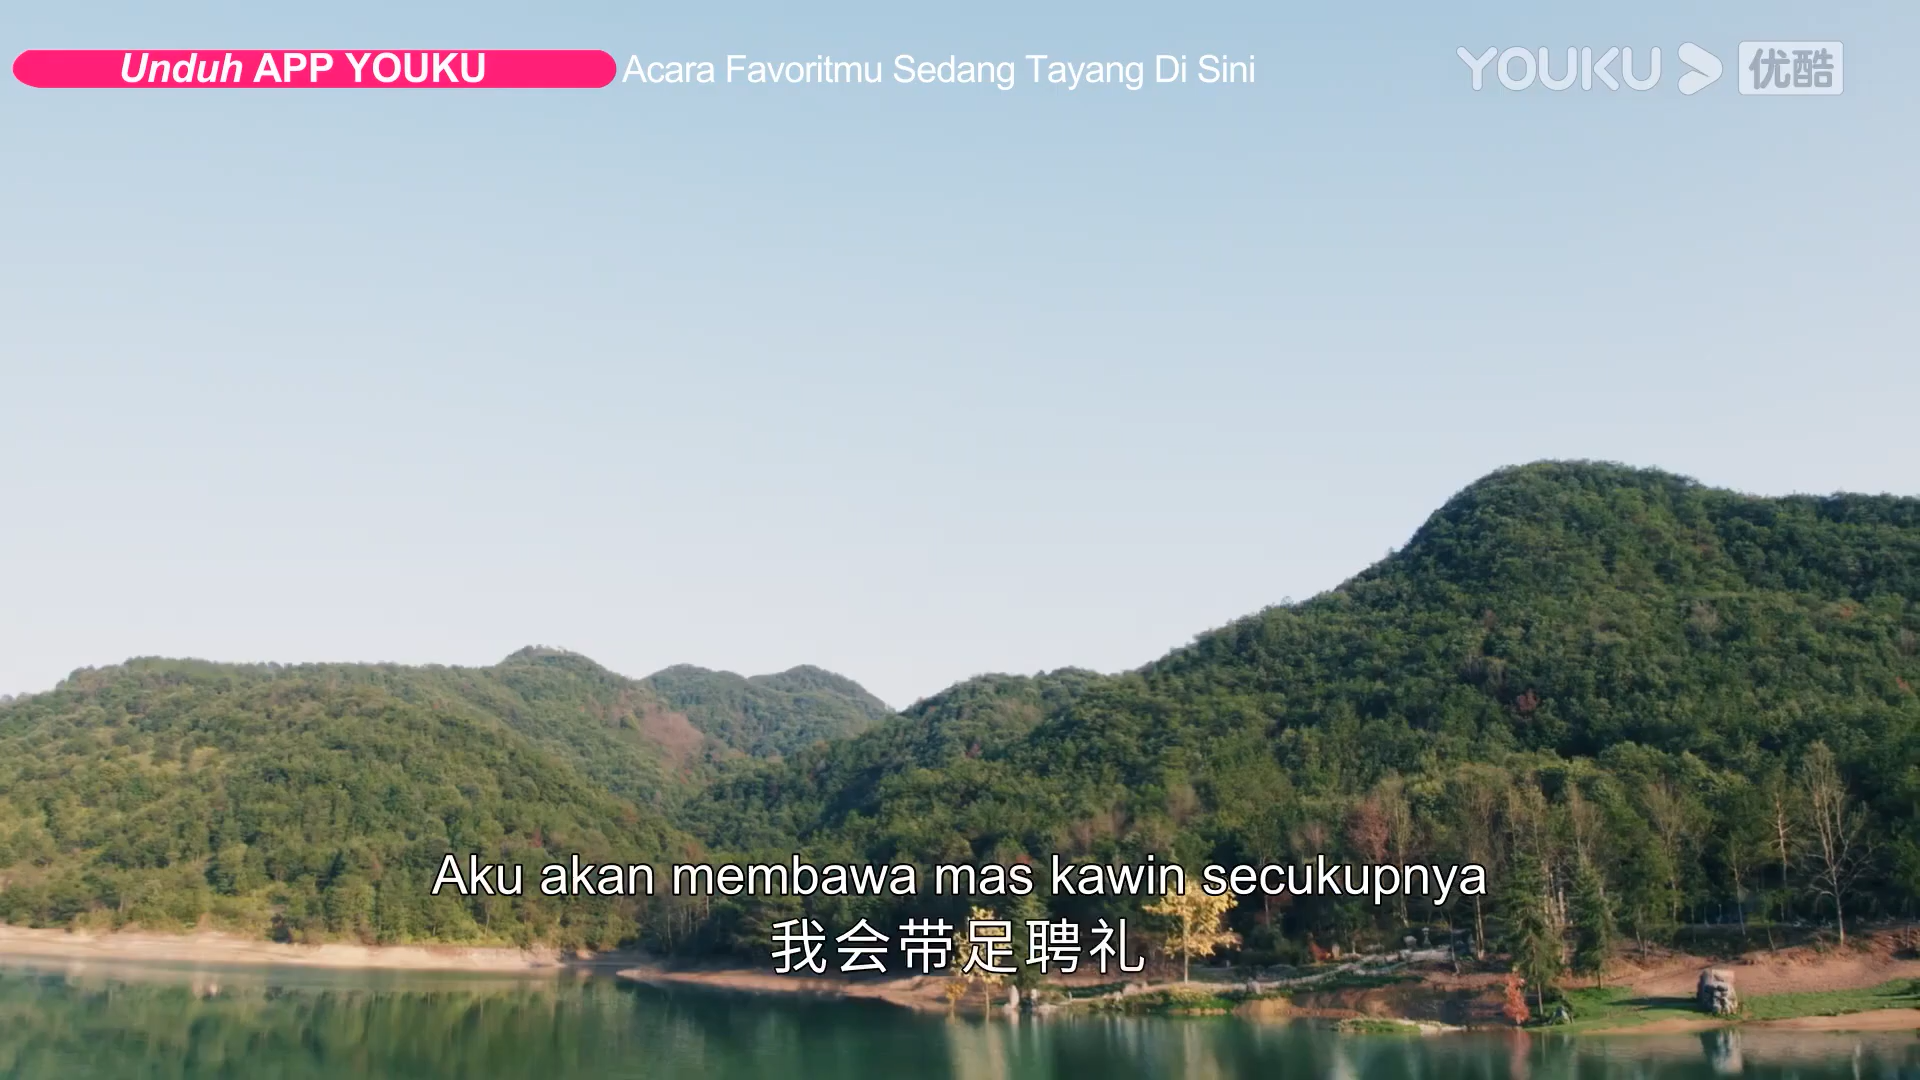 Unduh APP YOUKU Acara Favoritmu Sedang Tayang Di Sini
YOUKU 优酷
Aku akan membawa mas kawin secukupnya
我会带足聘礼